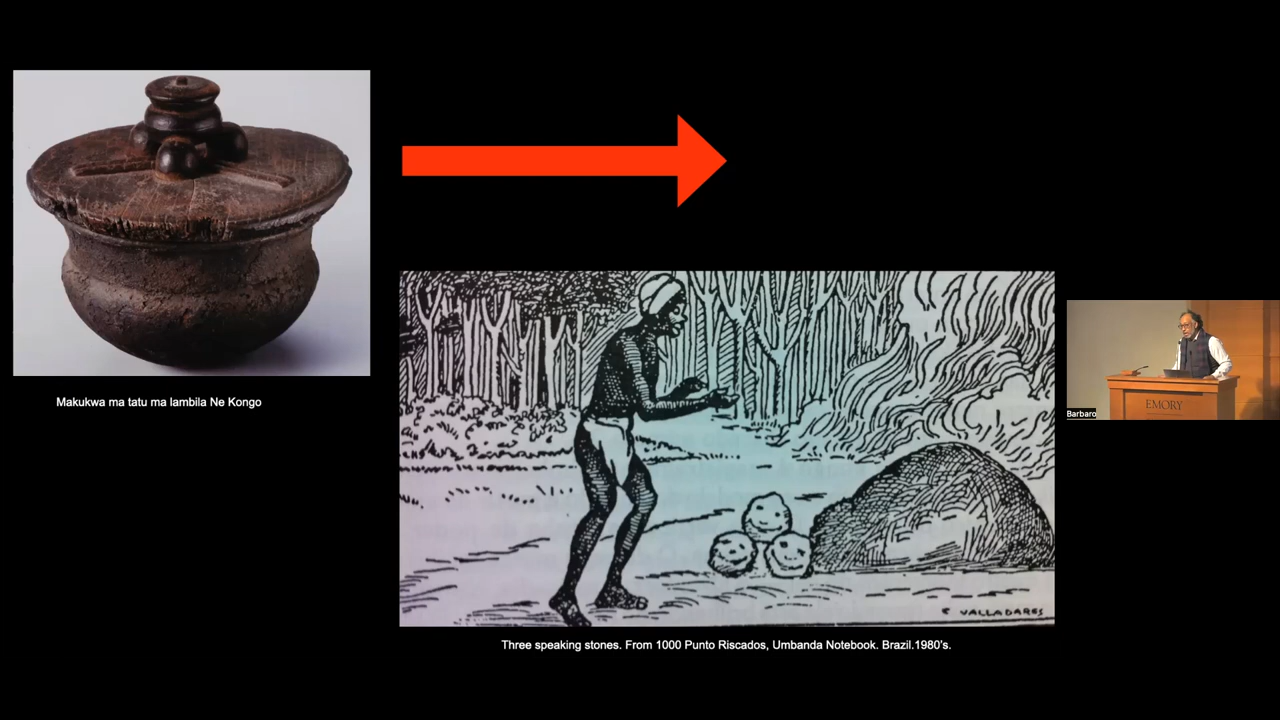 Makukwa ma tatu ma lambila Ne Kongo
C VALLADARES
Three speaking stones. From 1000 Punto Riscados, Umbanda Notebook. Brazil.1980's.
EMORY
Barbaro